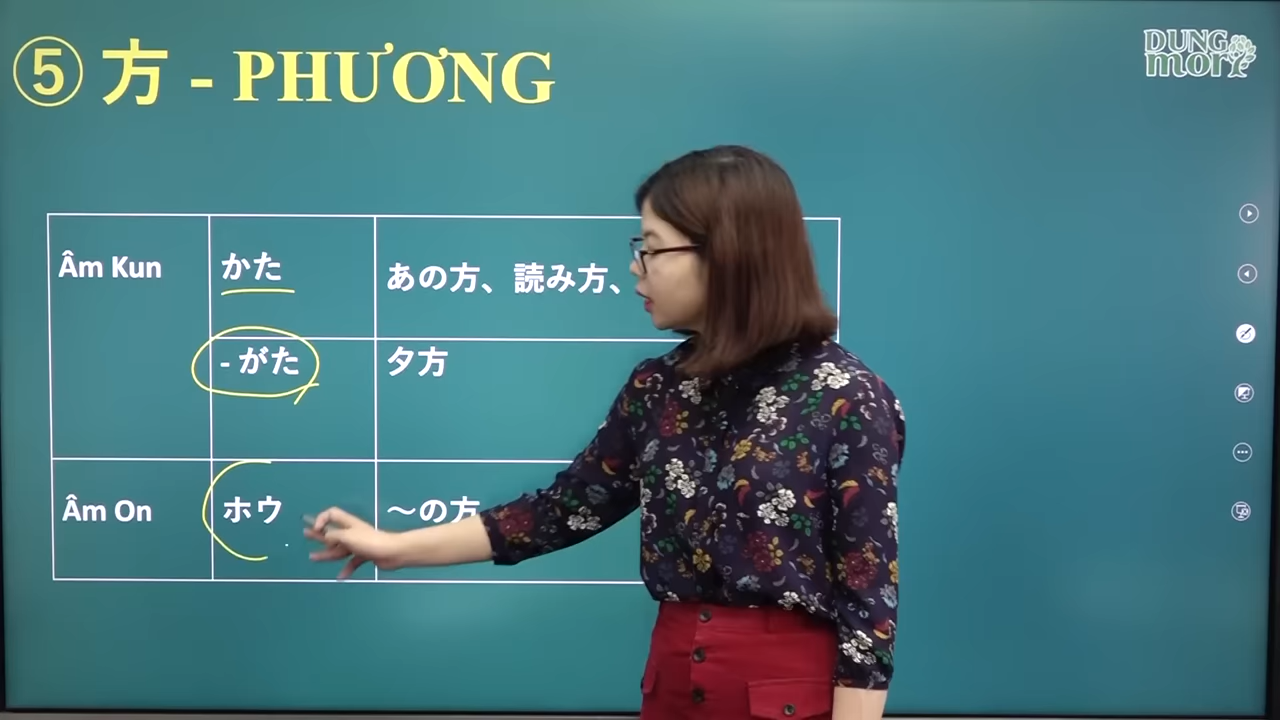 ⑤ 方 - PHƯƠNG
DUNG
mori
Âm Kun
かた
あの方、読み方、
- がた
夕方
Âm On
ホウ
～の方